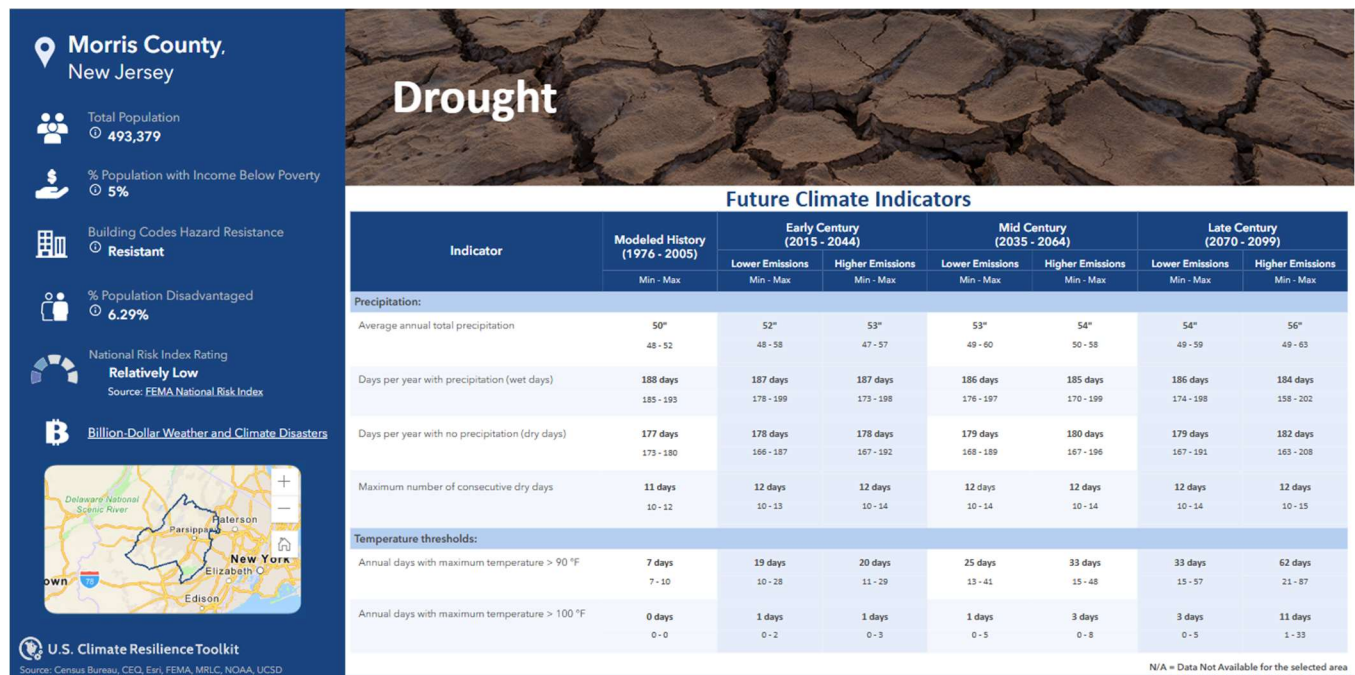 Morris County,
New Jersey
Total Population
493,379
% Population with Income Below Poverty
5%
Building Codes Hazard Resistance
Resistant
% Population Disadvantaged
6.29%
National Risk Index Rating
Relatively Low
Source: FEMA National Risk Index
Billion-Dollar Weather and Climate Disasters
Delaware National
Scenic River
Paterson
Parsippany
New York
Elizabeth
own
78
Edison
U.S. Climate Resilience Toolkit
Source: Census Bureau, CEQ, Esri, FEMA, MRLC, NOAA, UCSD
Drought
Future Climate Indicators
Indicator Modeled History (1976 - 2005) Early Century (2015 - 2044) Mid Century (2035 - 2064) Late Century (2070 - 2099)
Lower Emissions Higher Emissions Lower Emissions Higher Emissions Lower Emissions Higher Emissions
Min - Max Min - Max Min - Max Min - Max Min - Max Min - Max Min - Max
Precipitation:
Average annual total precipitation 50" 52" 53" 53" 54" 54" 56"
48 - 52 48 - 58 47 - 57 49 - 60 50 - 58 49 - 59 49 - 63
Days per year with precipitation (wet days) 188 days 187 days 187 days 186 days 185 days 186 days 184 days
185 - 193 178 - 199 173 - 198 176 - 197 170 - 199 174 - 198 158 - 202
Days per year with no precipitation (dry days) 177 days 178 days 178 days 179 days 180 days 179 days 182 days
173 - 180 166 - 187 167 - 192 168 - 189 167 - 196 167 - 191 163 - 208
Maximum number of consecutive dry days 11 days 12 days 12 days 12 days 12 days 12 days 12 days
10 - 12 10 - 13 10 - 14 10 - 14 10 - 14 10 - 14 10 - 15
Temperature thresholds:
Annual days with maximum temperature > 90 °F 7 days 19 days 20 days 25 days 33 days 33 days 62 days
7 - 10 10 - 28 11 - 29 13 - 41 15 - 48 15 - 57 21 - 87
Annual days with maximum temperature > 100 °F 0 days 1 days 1 days 1 days 3 days 3 days 11 days
0 - 0 0 - 2 0 - 3 0 - 5 0 - 8 0 - 5 1 - 33
N/A = Data Not Available for the selected area